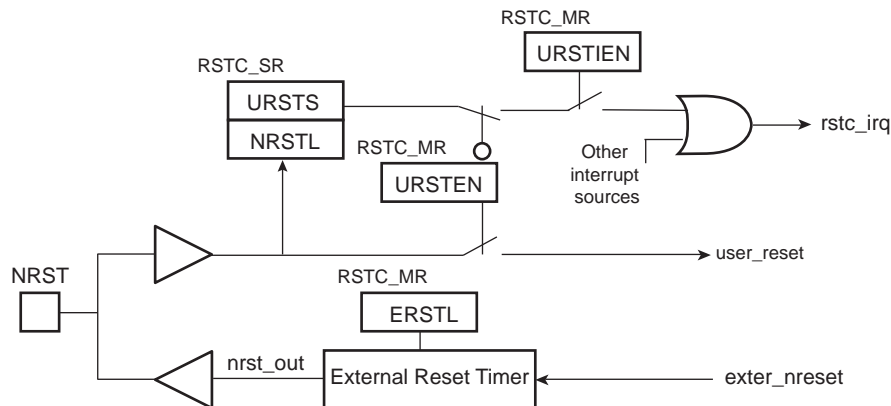 RSTC_MR
URSTIEN
RSTC_SR
URSTS
NRSTL
rstc_irq
RSTC_MR
URSTEN
Other
interrupt
sources
user_reset
NRST
RSTC_MR
ERSTL
nrst_out
External Reset Timer
exter_nreset